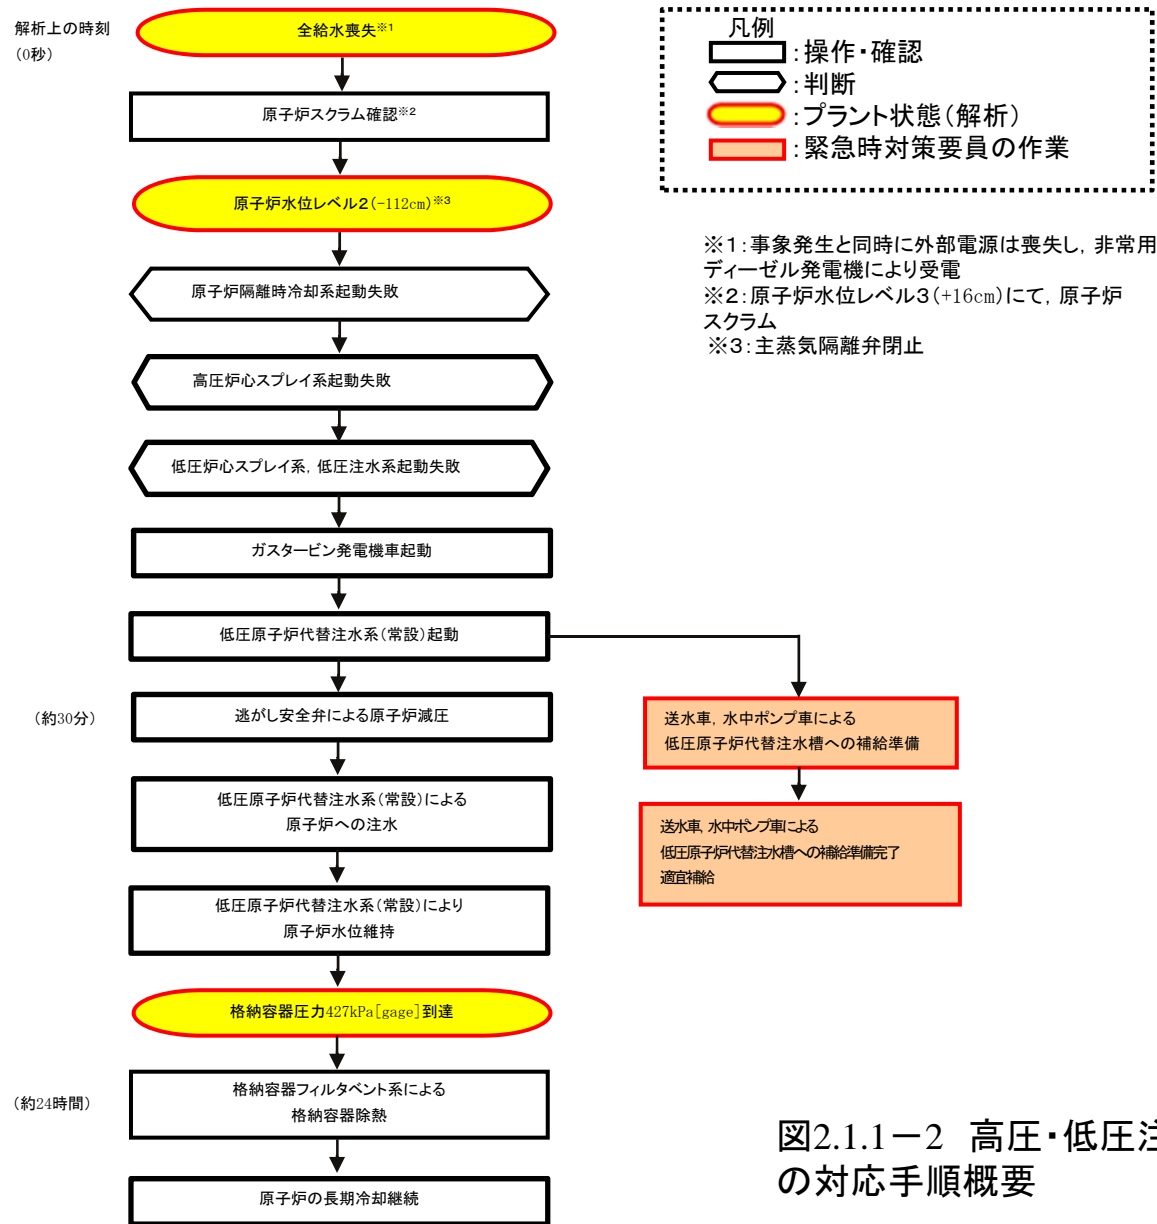 解析上の時刻
(0秒)
全給水喪失※1
原子炉スクラム確認※2
原子炉水位レベル2(-112cm)※3
原子炉隔離時冷却系起動失敗
高圧炉心スプレイ系起動失敗
低圧炉心スプレイ系,低圧注水系起動失敗
ガスタービン発電機車起動
低圧原子炉代替注水系(常設)起動
(約30分)
逃がし安全弁による原子炉減圧
低圧原子炉代替注水系(常設)による
原子炉への注水
低圧原子炉代替注水系(常設)により
原子炉水位維持
格納容器圧力427kPa[gage]到達
(約24時間)
格納容器フィルタベント系による
格納容器除熱
原子炉の長期冷却継続
送水車,水中ポンプ車による
低圧原子炉代替注水槽への補給準備
送水車,水中ポンプ車による
低圧原子炉代替注水槽への補給準備完了
適宜補給
凡例
:操作・確認
:判断
:プラント状態(解析)
:緊急時対策要員の作業
※1:事象発生と同時に外部電源は喪失し,非常用
ディーゼル発電機により受電
※2:原子炉水位レベル3(+16cm)にて,原子炉
スクラム
※3:主蒸気隔離弁閉止
図2.1.1-2 高圧・低圧注
の対応手順概要